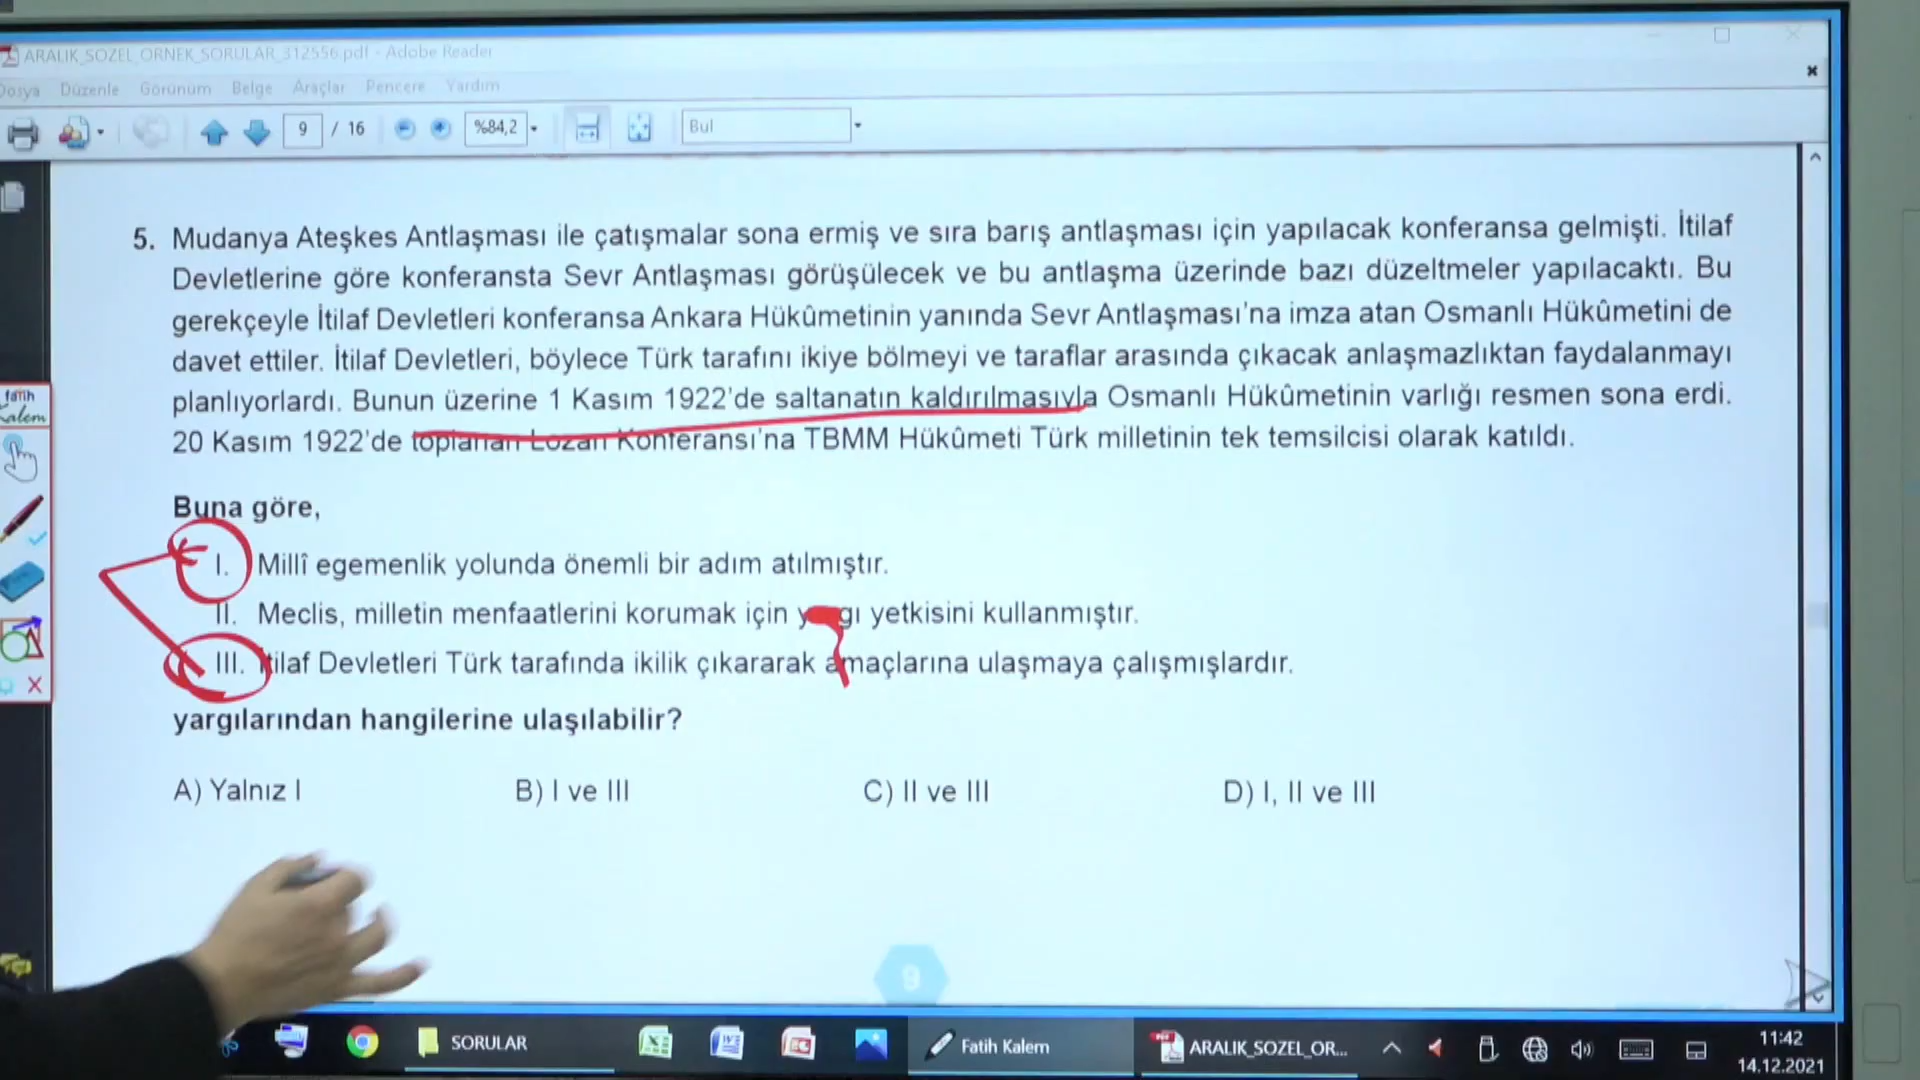 ARALIK_SOZEL_ORNEK_SORULAR_312556.pdf - Adobe Reader
Dosya Düzenle Görünüm Belge Araçlar Pencere Yardım
9 / 16 %84,2 Bul
5. Mudanya Ateşkes Antlaşması ile çatışmalar sona ermiş ve sıra barış antlaşması için yapılacak konferansa gelmişti. İtilaf
Devletlerine göre konferansta Sevr Antlaşması görüşülecek ve bu antlaşma üzerinde bazı düzeltmeler yapılacaktı. Bu
gerekçeyle İtilaf Devletleri konferansa Ankara Hükûmetinin yanında Sevr Antlaşması'na imza atan Osmanlı Hükûmetini de
davet ettiler. İtilaf Devletleri, böylece Türk tarafını ikiye bölmeyi ve taraflar arasında çıkacak anlaşmazlıktan faydalanmayı
planlıyorlardı. Bunun üzerine 1 Kasım 1922'de saltanatın kaldırılmasıyla Osmanlı Hükûmetinin varlığı resmen sona erdi.
20 Kasım 1922'de toplanan Lozan Konferansı'na TBMM Hükûmeti Türk milletinin tek temsilcisi olarak katıldı.
fatih
Kalem
Buna göre,
I. Millî egemenlik yolunda önemli bir adım atılmıştır.
II. Meclis, milletin menfaatlerini korumak için yetkisini kullanmıştır.
III. İtilaf Devletleri Türk tarafında ikilik çıkararak amaçlarına ulaşmaya çalışmışlardır.
yargılarından hangilerine ulaşılabilir?
A) Yalnız I B) I ve III C) II ve III D) I, II ve III
9
SORULAR Fatih Kalem ARALIK_SOZEL_OR... 11:42
14.12.2021